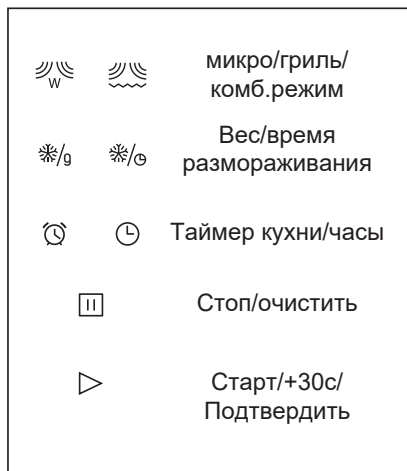 микро/гриль/
W
комб.режим
Вес/время
/g
размораживания
Таймер кухни/часы
Стоп/очистить
Старт/+30с/
Подтвердить